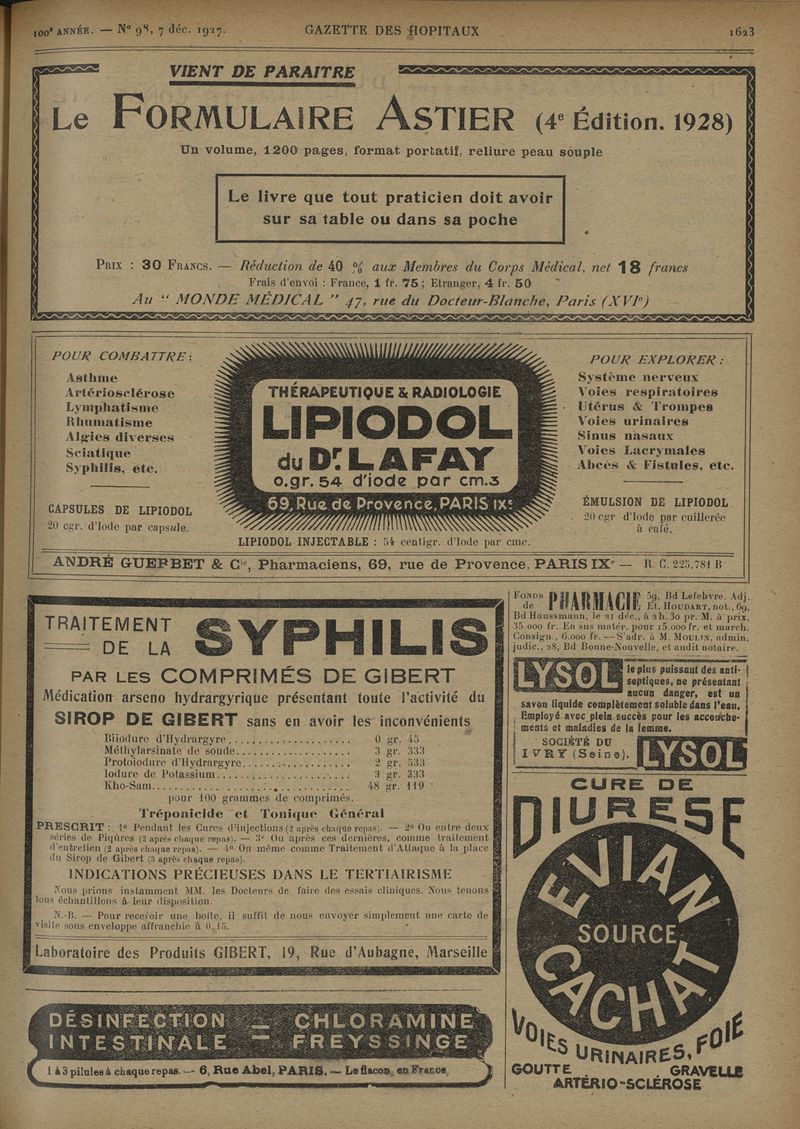 100e ANNÉE. — No 98, 7 déc. 1927.
GAZETTE DES HOPITAUX
1623
VIENT DE PARAITRE
Le FORMULAIRE ASTIER (4e Édition. 1928)
Un volume, 1200 pages, format portatif, reliure peau souple
Le livre que tout praticien doit avoir
sur sa table ou dans sa poche
PRIX : 30 FRANCS. — Réduction de 40 % aux Membres du Corps Médical, net 18 francs
Frais d'envoi : France, 1 fr. 75 ; Etranger, 4 fr. 50
Au “ MONDE MÉDICAL ” 47, rue du Docteur-Blanche, Paris (XVIe)
POUR COMBATTRE :
Asthme
Artériosclérose
Lymphatisme
Rhumatisme
Algies diverses
Sciatique
Syphilis, etc.
CAPSULES DE LIPIODOL
20 cgr. d'Iode par capsule.
THÉRAPEUTIQUE & RADIOLOGIE
LIPIODOL
du Dr. LAFAY
0.gr. 54 d'iode par cm.3
69, Rue de Provence, PARIS IXe
LIPIODOL INJECTABLE : 54 centigr. d'Iode par cmc.
POUR EXPLORER :
Système nerveux
Voies respiratoires
Utérus & Trompes
Voies urinaires
Sinus nasaux
Voies Lacrymales
Abcès & Fistules, etc.
ÉMULSION DE LIPIODOL
20 cgr d'Iode par cuillerée
à café.
ANDRÉ GUERBET & Cie, Pharmaciens, 69, rue de Provence, PARIS IXe — R. C. 225.781 B
TRAITEMENT
DE LA
SYPHILIS
PAR LES COMPRIMÉS DE GIBERT
Médication arseno hydrargyrique présentant toute l'activité du
SIROP DE GIBERT sans en avoir les inconvénients
Biiodure d'Hydrargyre.................... 0 gr. 45
Méthylarsinate de soude.................... 3 gr. 333
Protoiodure d'Hydrargyre.................... 2 gr. 533
Iodure de Potassium.................... 3 gr. 333
Kho-Sam.................... 48 gr. 119
pour 100 grammes de comprimés.
Tréponicide et Tonique Général
PRESCRIT : 1o Pendant les Cures d'injections (2 après chaque repas). — 2o Ou entre deux
séries de Piqûres (2 après chaque repas). — 3o Ou après ces dernières, comme traitement
d'entretien (2 après chaque repas). — 4o Ou même comme Traitement d'Attaque à la place
du Sirop de Gibert (3 après chaque repas).
INDICATIONS PRÉCIEUSES DANS LE TERTIAIRISME
Nous prions instamment MM. les Docteurs de faire des essais cliniques. Nous tenons
tous échantillons à leur disposition.
N.-B. — Pour recevoir une boîte, il suffit de nous envoyer simplement une carte de
visite sous enveloppe affranchie à 0,15.
Laboratoire des Produits GIBERT, 19, Rue d'Aubagne, Marseille
DÉSINFECTION
INTESTINALE
— CHLORAMINE
FREYSSINGE
1 à 3 pilules à chaque repas. — 6, Rue Abel, PARIS. — Le flacon, en France,
FONDS
de
PHARMACIE
59, Bd Lefebvre. Adj.
Et. HOUDART, not., 69,
Bd Haussmann, le 21 déc., à 2 h. 30 pr. M. à prix,
35.000 fr. En sus matér. pour 15.000 fr. et march.
Consign., 6.000 fr. — S'adr. à M. MOULIN, admin.
judic., 28, Bd Bonne-Nouvelle, et audit notaire.
LYSOL
le plus puissant des anti-
septiques, ne présentant
aucun danger, est un
savon liquide complètement soluble dans l'eau.
Employé avec plein succès pour les accouche-
ments et maladies de la femme.
SOCIÉTÉ DU
IVRY (Seine).
LYSOL
CURE DE
DIURESE
EVIAN
SOURCE
CACHAT
VOIES URINAIRES, FOIE
GOUTTE GRAVELLE
ARTÉRIO-SCLÉROSE